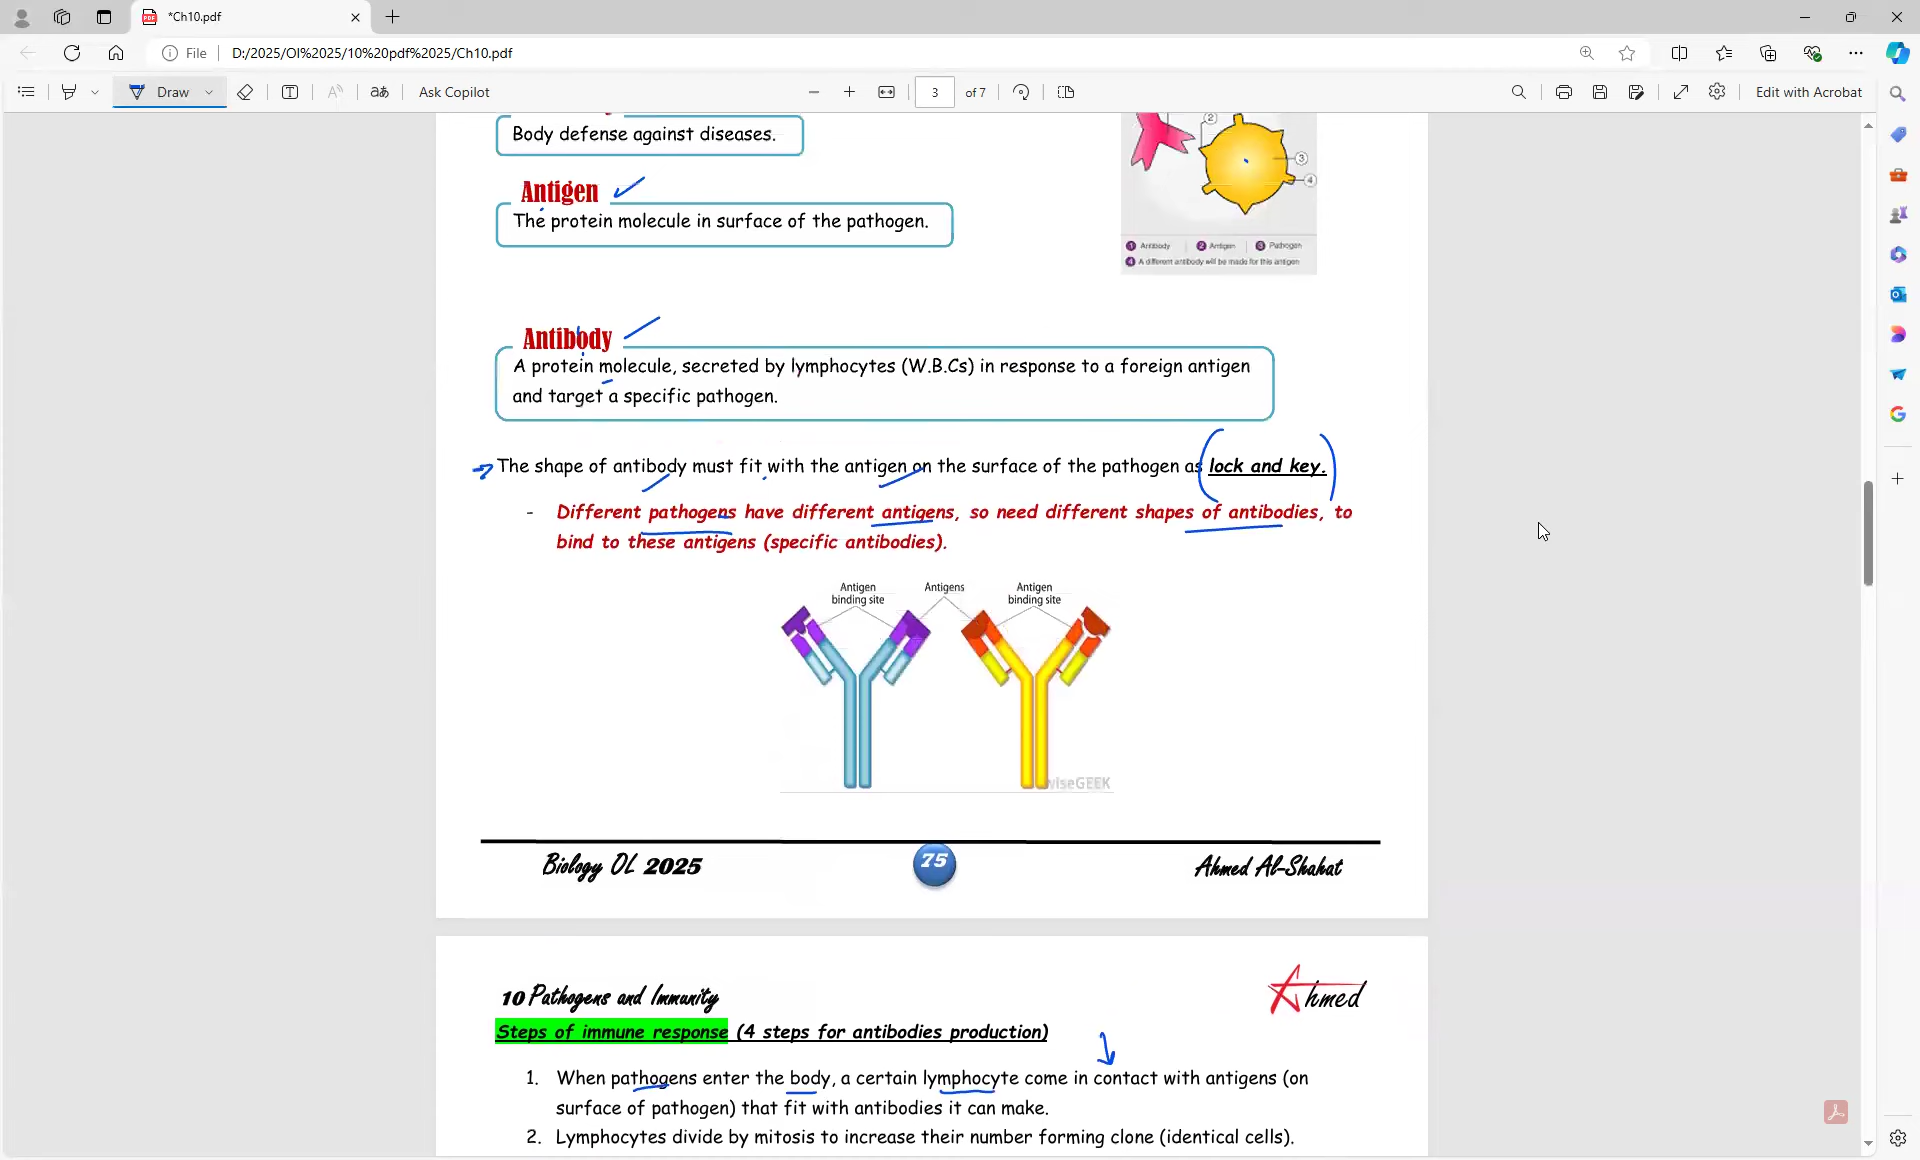 *Ch10.pdf
File
D:/2025/Ol%2025/10%20pdf%2025/Ch10.pdf
Draw
aあ
Ask Copilot
3
of 7
Edit with Acrobat
Body defense against diseases.
2
3
4
Antigen
The protein molecule in surface of the pathogen.
1 Antibody 2 Antigen 3 Pathogen
4 A different antibody will be made for this antigen
Antibody
A protein molecule, secreted by lymphocytes (W.B.Cs) in response to a foreign antigen
and target a specific pathogen.
The shape of antibody must fit with the antigen on the surface of the pathogen as lock and key.
- Different pathogens have different antigens, so need different shapes of antibodies, to
bind to these antigens (specific antibodies).
Antigen
binding site
Antigens
Antigen
binding site
wiseGEEK
Biology OL 2025
75
Ahmed Al-Shahat
10 Pathogens and Immunity
Ahmed
Steps of immune response (4 steps for antibodies production)
1. When pathogens enter the body, a certain lymphocyte come in contact with antigens (on
surface of pathogen) that fit with antibodies it can make.
2. Lymphocytes divide by mitosis to increase their number forming clone (identical cells).